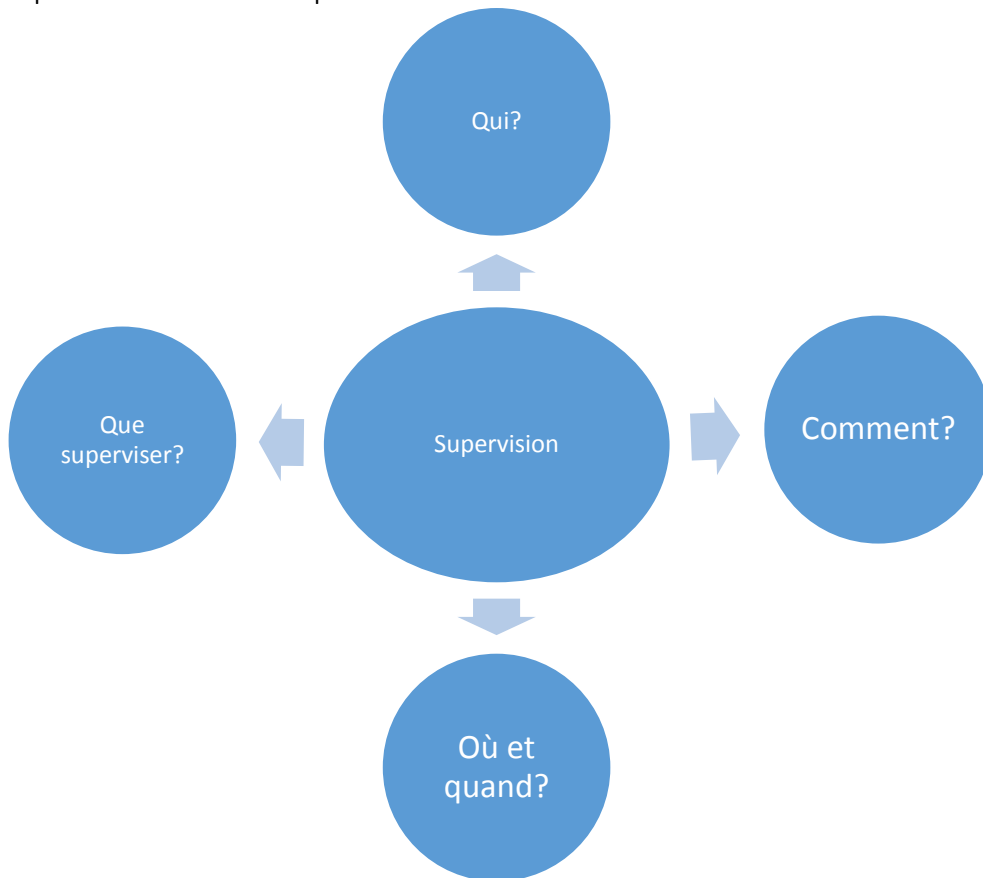 Qui?
Que
superviser?
Supervision
Comment?
Où et
quand?